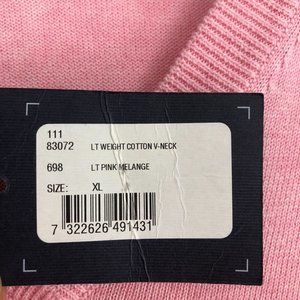 111
83072 LT WEIGHT COTTON V-NECK
698 LT PINK MELANGE
SIZE: XL
7 322626 491431